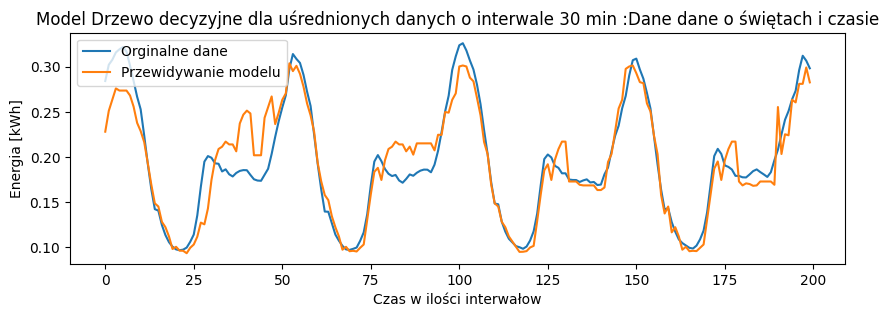 Model Drzewo decyzyjne dla uśrednionych danych o interwale 30 min :Dane dane o świętach i czasie
Orginalne dane
Przewidywanie modelu
Energia [kWh]
0.30
0.25
0.20
0.15
0.10
0
25
50
75
100
125
150
175
200
Czas w ilości interwałow